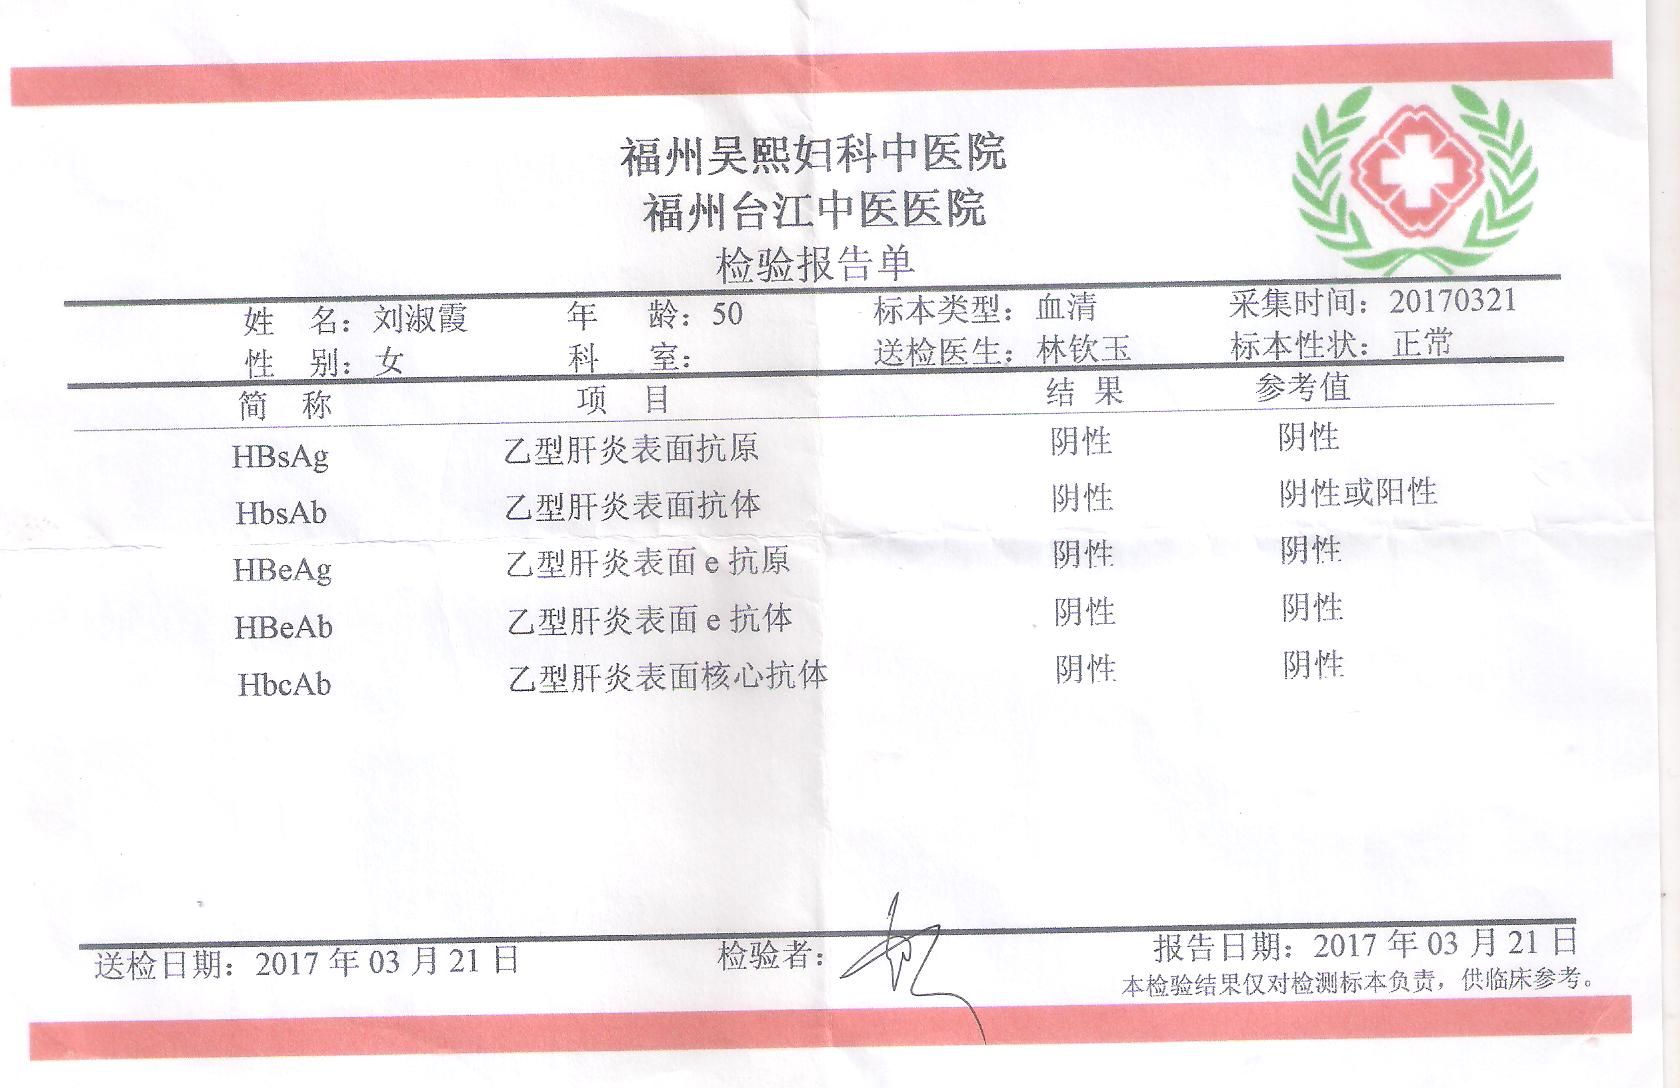 福州吴熙妇科中医院
福州台江中医医院
检验报告单
姓 名：刘淑霞 年 龄：50 标本类型：血清 采集时间：20170321
性 别：女 科 室： 送检医生：林钦玉 标本性状：正常
简 称 项 目 结 果 参考值
HBsAg 乙型肝炎表面抗原 阴性 阴性
HbsAb 乙型肝炎表面抗体 阴性 阴性或阳性
HBeAg 乙型肝炎表面 e 抗原 阴性 阴性
HBeAb 乙型肝炎表面 e 抗体 阴性 阴性
HbcAb 乙型肝炎表面核心抗体 阴性 阴性
送检日期：2017 年 03 月 21 日 检验者： 报告日期：2017 年 03 月 21 日
本检验结果仅对检测标本负责，供临床参考。